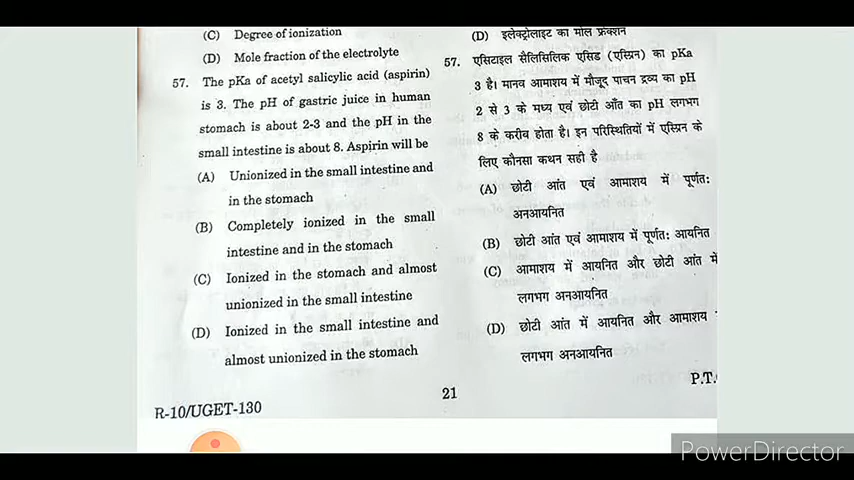 (C) Degree of ionization
(D) Mole fraction of the electrolyte
57. The pKa of acetyl salicylic acid (aspirin)
is 3. The pH of gastric juice in human
stomach is about 2-3 and the pH in the
small intestine is about 8. Aspirin will be
(A) Unionized in the small intestine and
in the stomach
(B) Completely ionized in the small
intestine and in the stomach
(C) Ionized in the stomach and almost
unionized in the small intestine
(D) Ionized in the small intestine and
almost unionized in the stomach
(D) इलेक्ट्रोलाइट का मोल फ्रेक्शन
57. एसिटाइल सैलिसिलिक एसिड (एस्प्रिन) का pKa
3 है। मानव आमाशय में मौजूद पाचन द्रव्य का pH
2 से 3 के मध्य एवं छोटी आँत का pH लगभग
8 के करीब होता है। इन परिस्थितियों में एस्प्रिन के
लिए कौनसा कथन सही है
(A) छोटी आंत एवं आमाशय में पूर्णत:
अनआयनित
(B) छोटी आंत एवं आमाशय में पूर्णत: आयनित
(C) आमाशय में आयनित और छोटी आंत में
लगभग अनआयनित
(D) छोटी आंत में आयनित और आमाशय
लगभग अनआयनित
R-10/UGET-130
21
P.T.
PowerDirector